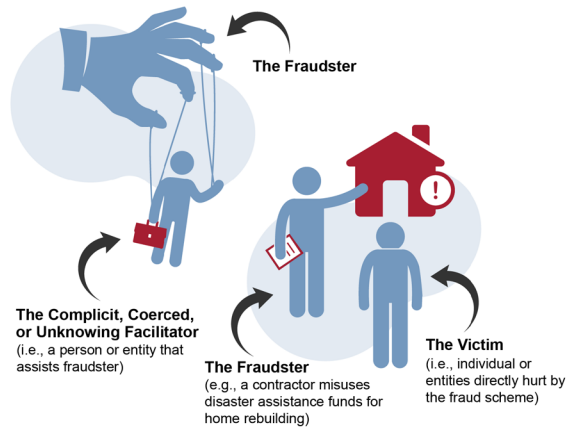 The Fraudster
The Complicit, Coerced,
or Unknowing Facilitator
(i.e., a person or entity that
assists fraudster)
The Fraudster
(e.g., a contractor misuses
disaster assistance funds for
home rebuilding)
The Victim
(i.e., individual or
entities directly hurt by
the fraud scheme)
!